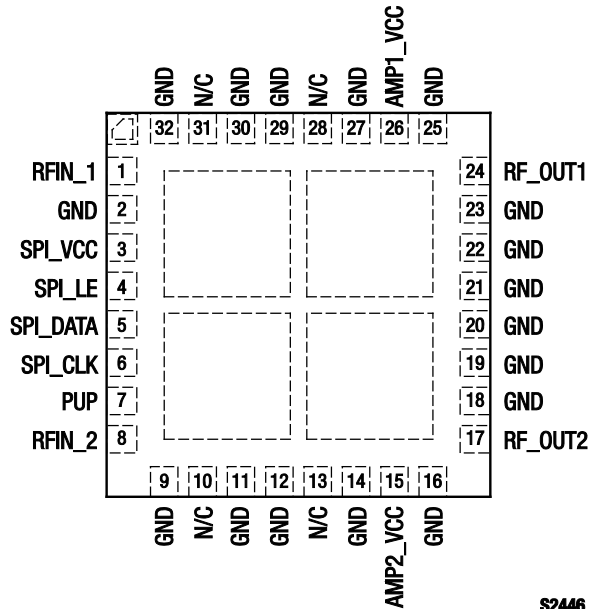 GND N/C GND GND N/C GND AMP1_VCC GND
32 31 30 29 28 27 26 25
RFIN_1 1 24 RF_OUT1
GND 2 23 GND
SPI_VCC 3 22 GND
SPI_LE 4 21 GND
SPI_DATA 5 20 GND
SPI_CLK 6 19 GND
PUP 7 18 GND
RFIN_2 8 17 RF_OUT2
9 10 11 12 13 14 15 16
GND N/C GND GND N/C GND AMP2_VCC GND
S2446